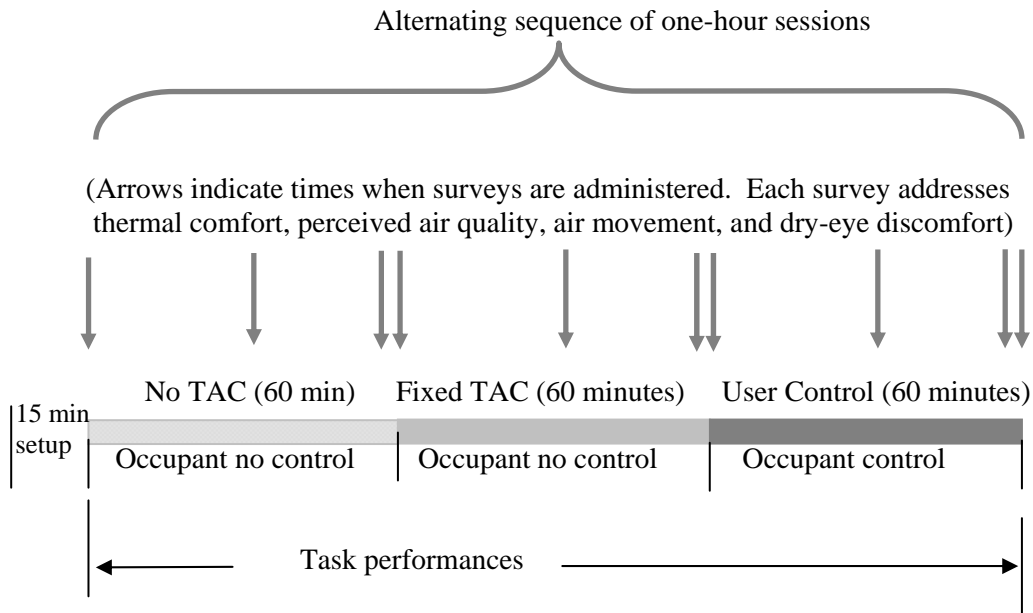 Alternating sequence of one-hour sessions
(Arrows indicate times when surveys are administered.  Each survey addresses
thermal comfort, perceived air quality, air movement, and dry-eye discomfort)
No TAC (60 min)
Fixed TAC (60 minutes)
User Control (60 minutes)
15 min
setup
Occupant no control
Occupant no control
Occupant control
Task performances